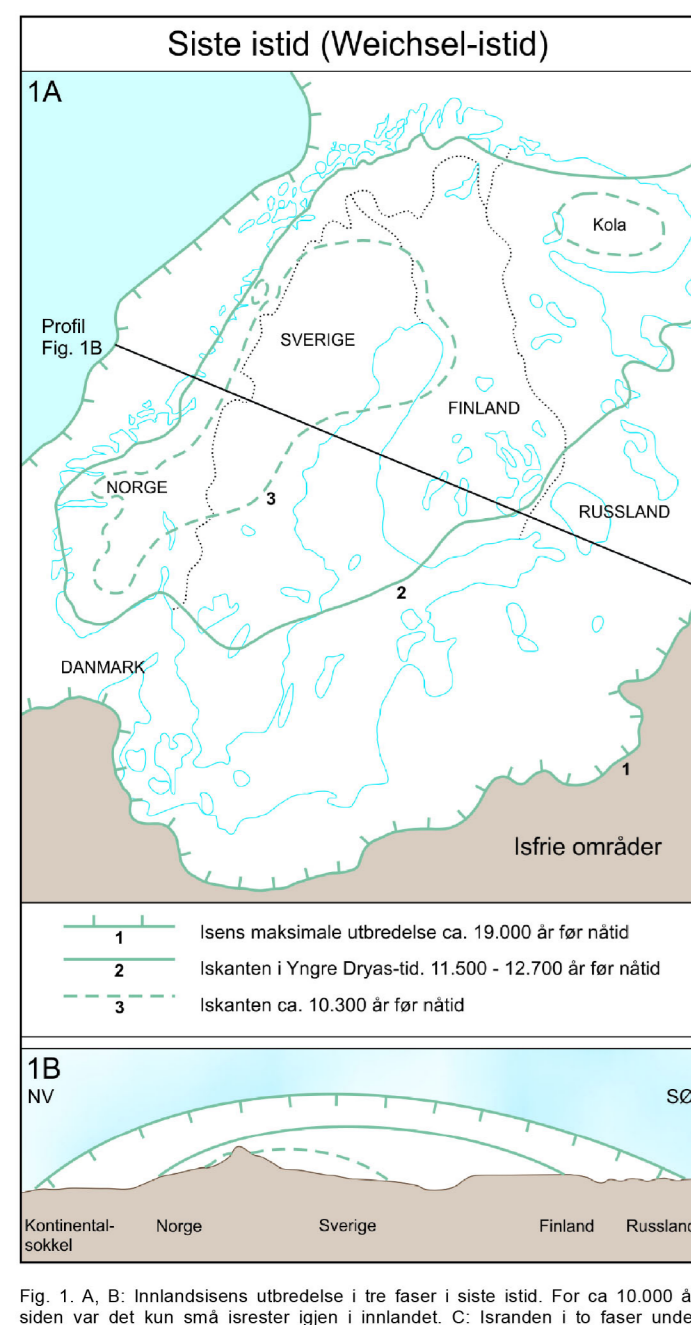 Siste istid (Weichsel-istid)
1A
Kola
Profil
Fig. 1B
SVERIGE
FINLAND
NORGE
3
RUSSLAND
2
DANMARK
1
Isfrie områder
1 Isens maksimale utbredelse ca. 19.000 år før nåtid
2 Iskanten i Yngre Dryas-tid. 11.500 - 12.700 år før nåtid
3 Iskanten ca. 10.300 år før nåtid
1B
NV
SØ
Kontinental-
sokkel
Norge
Sverige
Finland
Russland
Fig. 1. A, B: Innlandsisens utbredelse i tre faser i siste istid. For ca 10.000 å
siden var det kun små isrester igjen i innlandet. C: Isranden i to faser unde